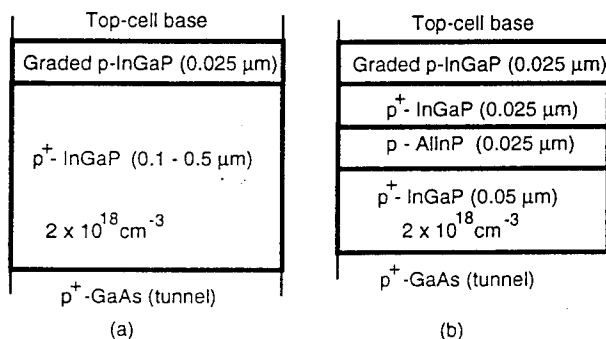 Top-cell base
Graded p-InGaP (0.025 μm)
p+- InGaP (0.1 - 0.5 μm)
2 x 10^18 cm^-3
p+-GaAs (tunnel)
(a)
Top-cell base
Graded p-InGaP (0.025 μm)
p+- InGaP (0.025 μm)
p - AlInP (0.025 μm)
p+- InGaP (0.05 μm)
2 x 10^18 cm^-3
p+-GaAs (tunnel)
(b)